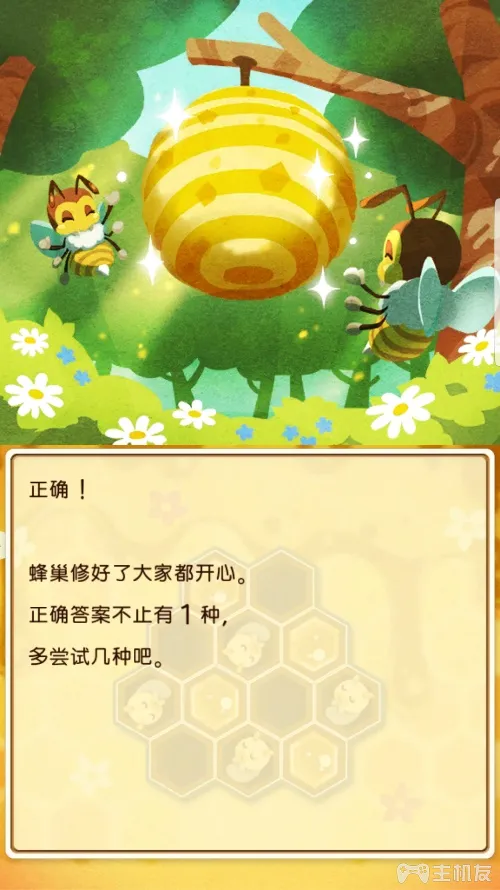 正确！
蜂巢修好了大家都开心。
正确答案不止有1种，
多尝试几种吧。
主机友